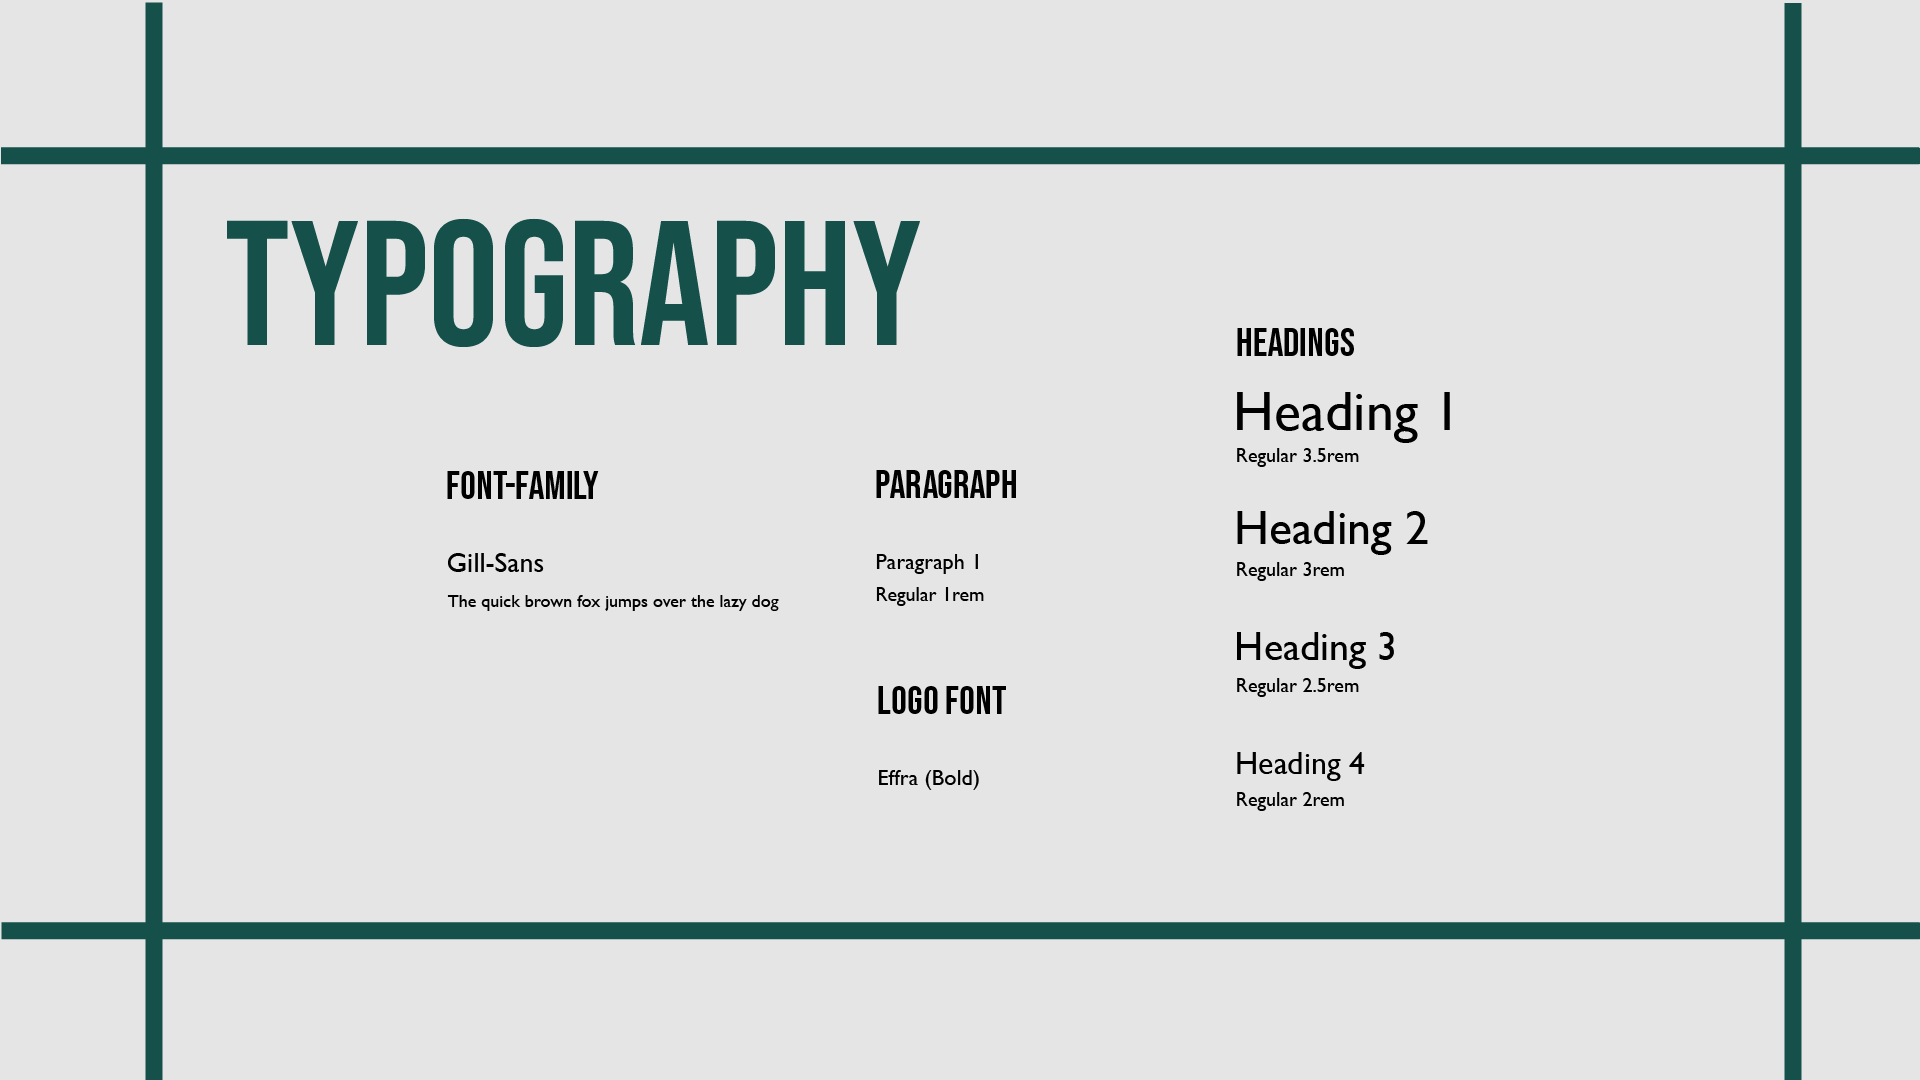 TYPOGRAPHY
FONT-FAMILY
Gill-Sans
The quick brown fox jumps over the lazy dog
PARAGRAPH
Paragraph 1
Regular 1rem
LOGO FONT
Effra (Bold)
HEADINGS
Heading 1
Regular 3.5rem
Heading 2
Regular 3rem
Heading 3
Regular 2.5rem
Heading 4
Regular 2rem